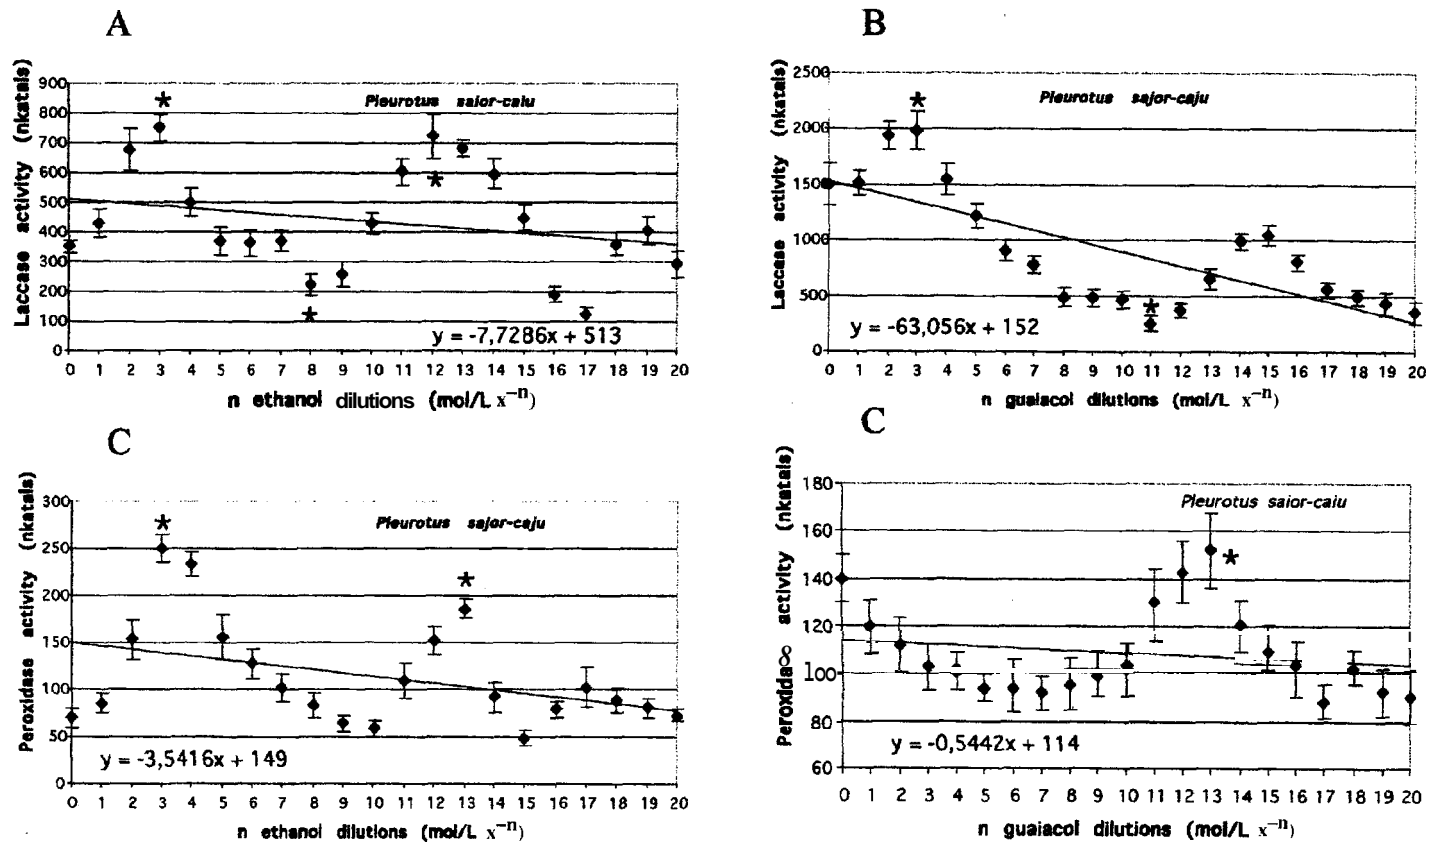 A
Laccase activity (nkatals)
900
800
700
600
500
400
300
200
100
0
Pleurotus saior-caiu
*
*
*
y = -7,7286x + 513
0 1 2 3 4 5 6 7 8 9 10 11 12 13 14 15 16 17 18 19 20
n ethanol dilutions (mol/L x⁻ⁿ)
B
Laccase activity (nkatals)
2500
2000
1500
1000
500
0
Pleurotus sajor-caju
*
*
y = -63,056x + 152
0 1 2 3 4 5 6 7 8 9 10 11 12 13 14 15 16 17 18 19 20
n guaiacol dilutions (mol/L x⁻ⁿ)
C
Peroxidase activity (nkatals)
300
250
200
150
100
50
0
Pleurotus sajor-caju
*
*
y = -3,5416x + 149
0 1 2 3 4 5 6 7 8 9 10 11 12 13 14 15 16 17 18 19 20
n ethanol dilutions (mol/L x⁻ⁿ)
C
Peroxida∞ activity (nkatals)
180
160
140
120
100
80
60
Pleurotus saior-caiu
*
y = -0,5442x + 114
0 1 2 3 4 5 6 7 8 9 10 11 12 13 14 15 16 17 18 19 20
n guaiacol dilutions (mol/L x⁻ⁿ)